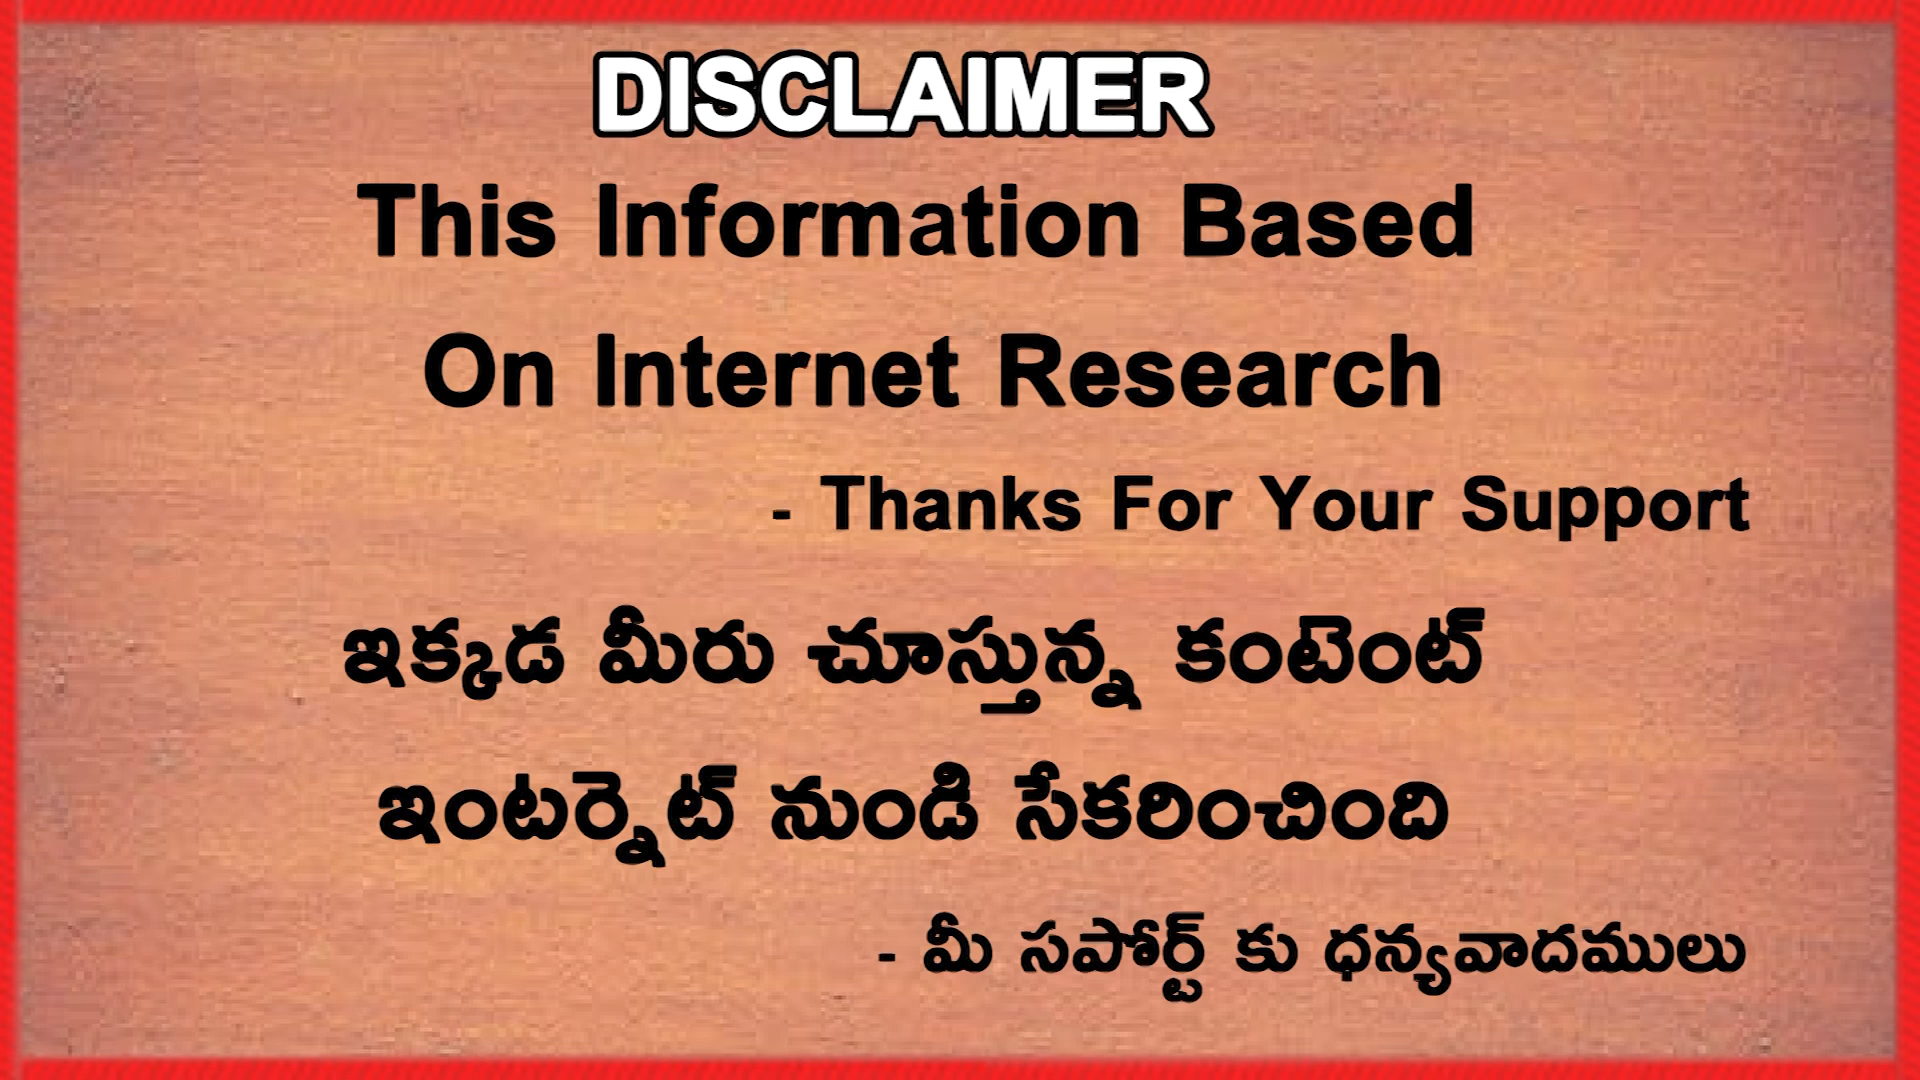 DISCLAIMER
This Information Based
On Internet Research
- Thanks For Your Support
ఇక్కడ మీరు చూస్తున్న కంటెంట్
ఇంటర్నెట్ నుండి సేకరించింది
- మీ సపోర్ట్ కు ధన్యవాదములు